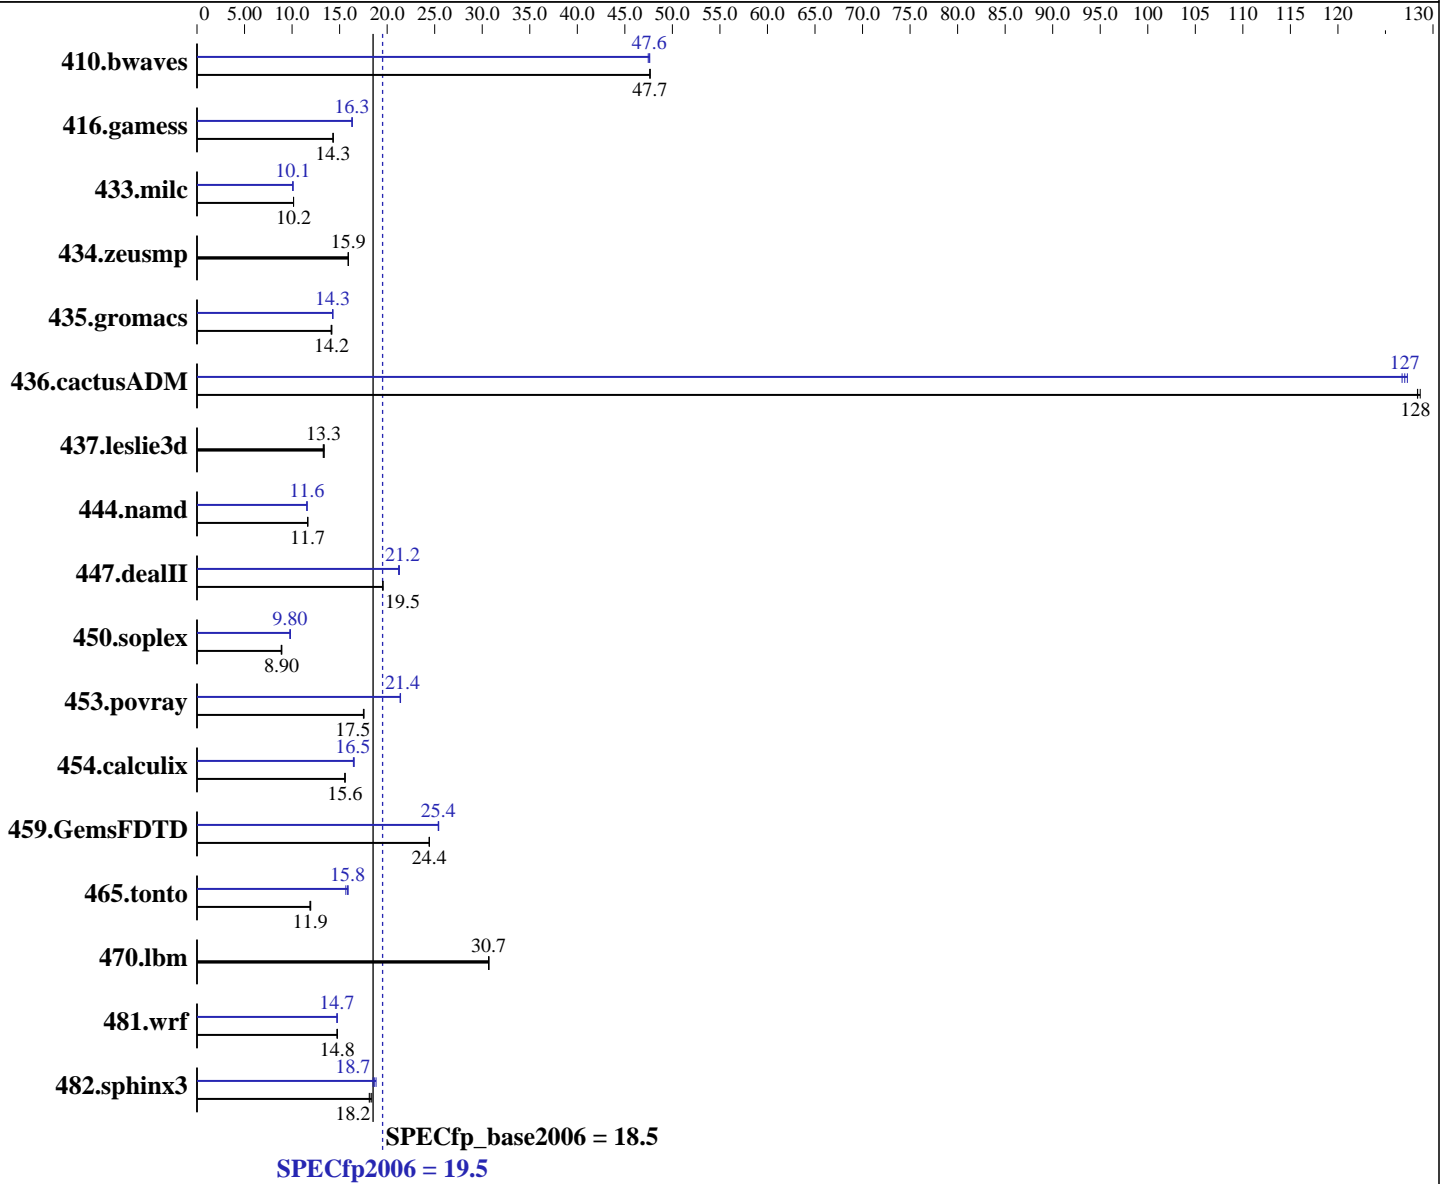 0 5.00 10.0 15.0 20.0 25.0 30.0 35.0 40.0 45.0 50.0 55.0 60.0 65.0 70.0 75.0 80.0 85.0 90.0 95.0 100 105 110 115 120 130
47.6
410.bwaves
47.7
16.3
416.gamess
14.3
10.1
433.milc
10.2
15.9
434.zeusmp
14.3
435.gromacs
14.2
127
436.cactusADM
128
13.3
437.leslie3d
11.6
444.namd
11.7
21.2
447.dealII
19.5
9.80
450.soplex
8.90
21.4
453.povray
17.5
16.5
454.calculix
15.6
25.4
459.GemsFDTD
24.4
15.8
465.tonto
11.9
30.7
470.lbm
14.7
481.wrf
14.8
18.7
482.sphinx3
18.2
SPECfp_base2006 = 18.5
SPECfp2006 = 19.5